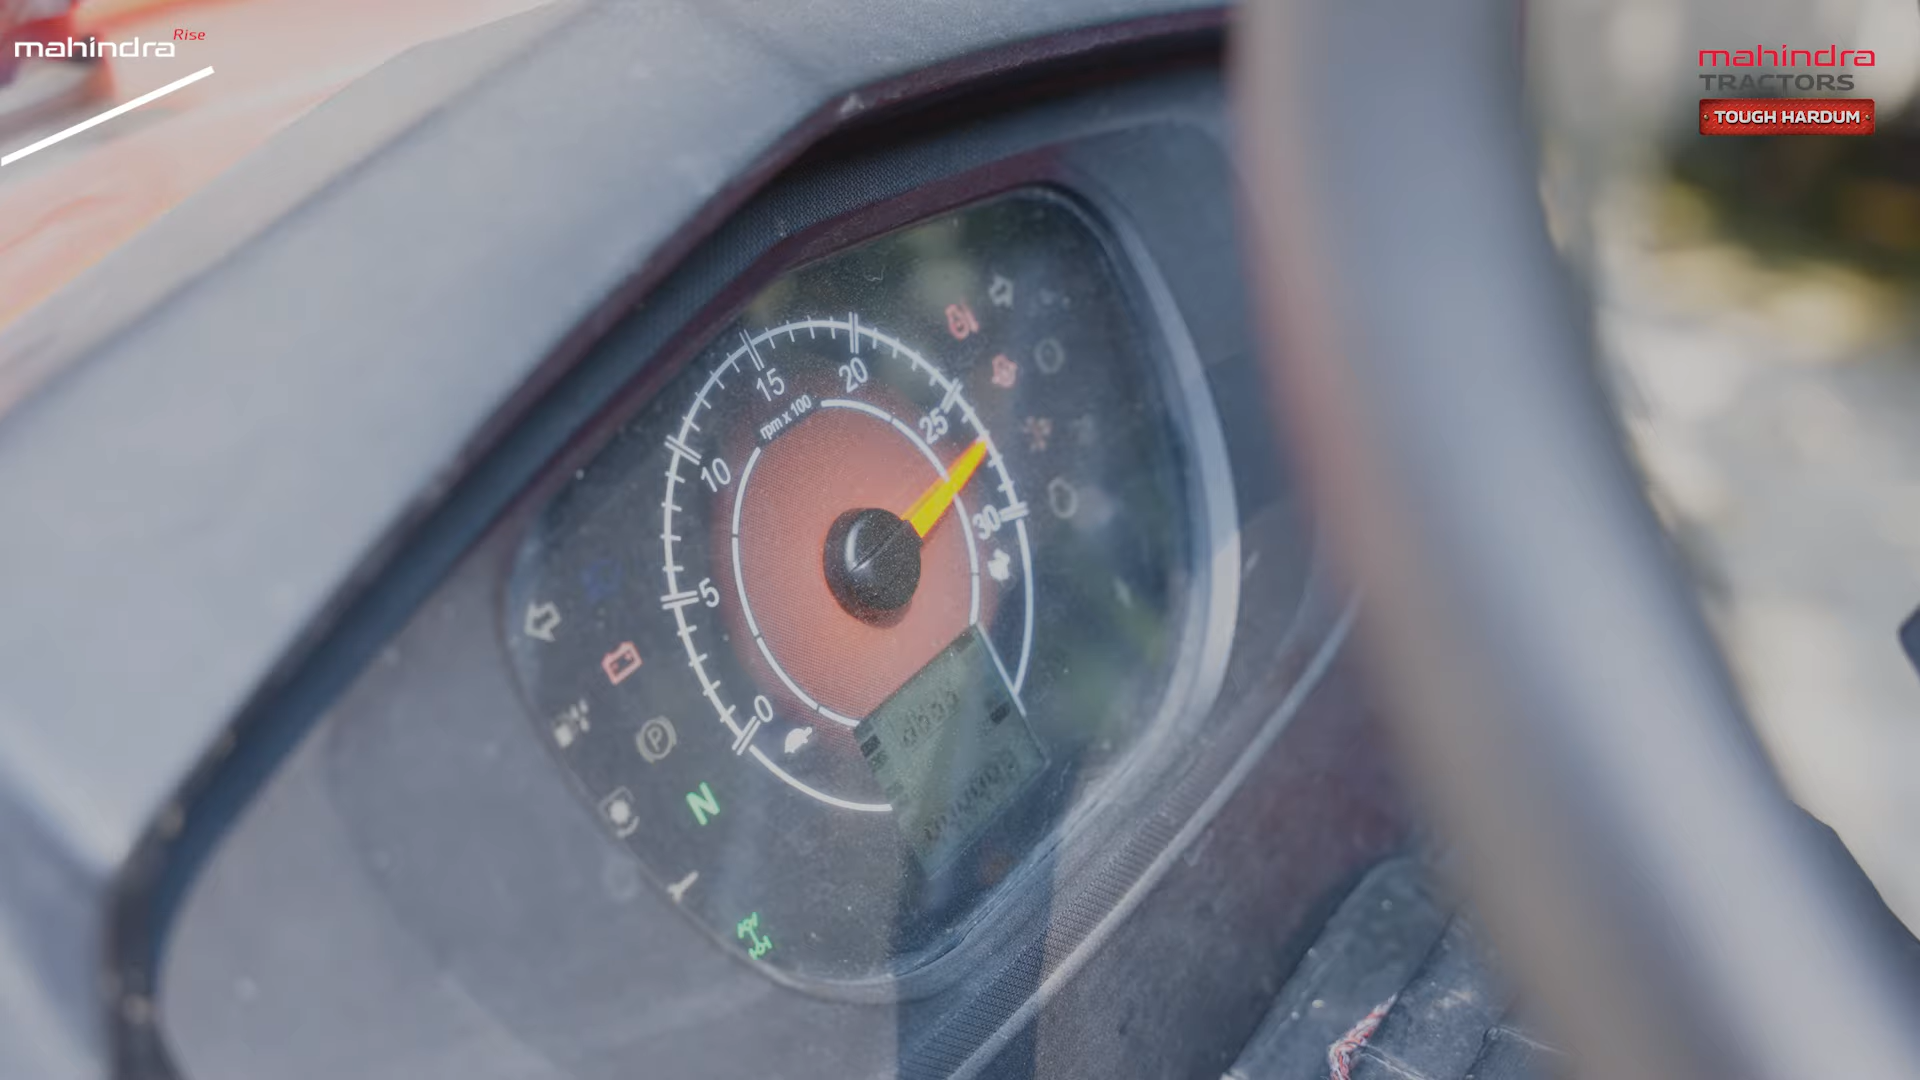 mahindra Rise
mahindra
TRACTORS
TOUGH HARDUM
15
20
rpm x 100
25
10
30
5
0
P
N